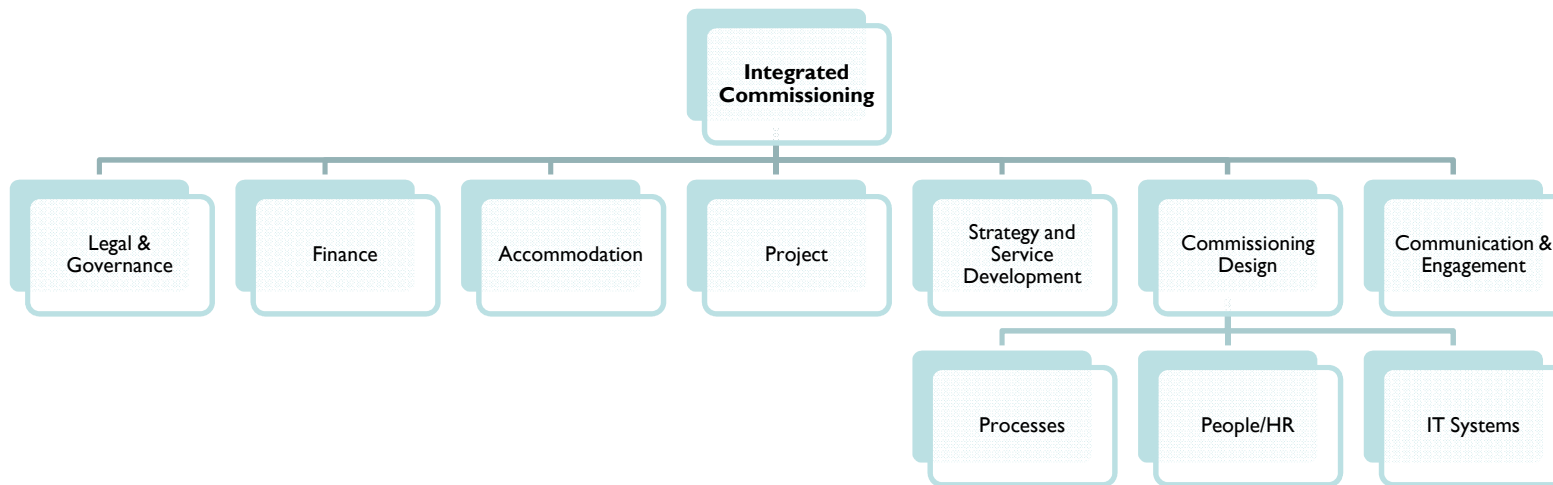 Integrated
Commissioning
Legal &
Governance
Finance
Accommodation
Project
Strategy and
Service
Development
Commissioning
Design
Communication &
Engagement
Processes
People/HR
IT Systems